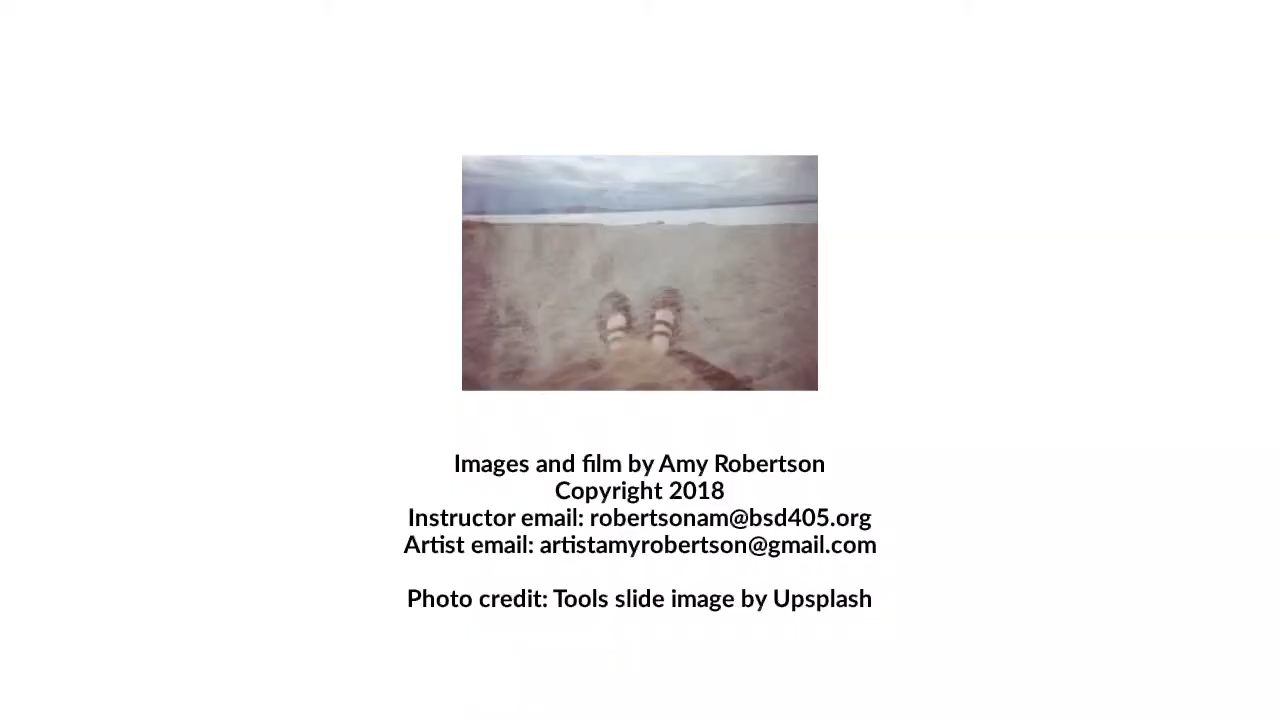 Images and film by Amy Robertson
Copyright 2018
Instructor email: robertsonam@bsd405.org
Artist email: artistamyrobertson@gmail.com
Photo credit: Tools slide image by Upsplash